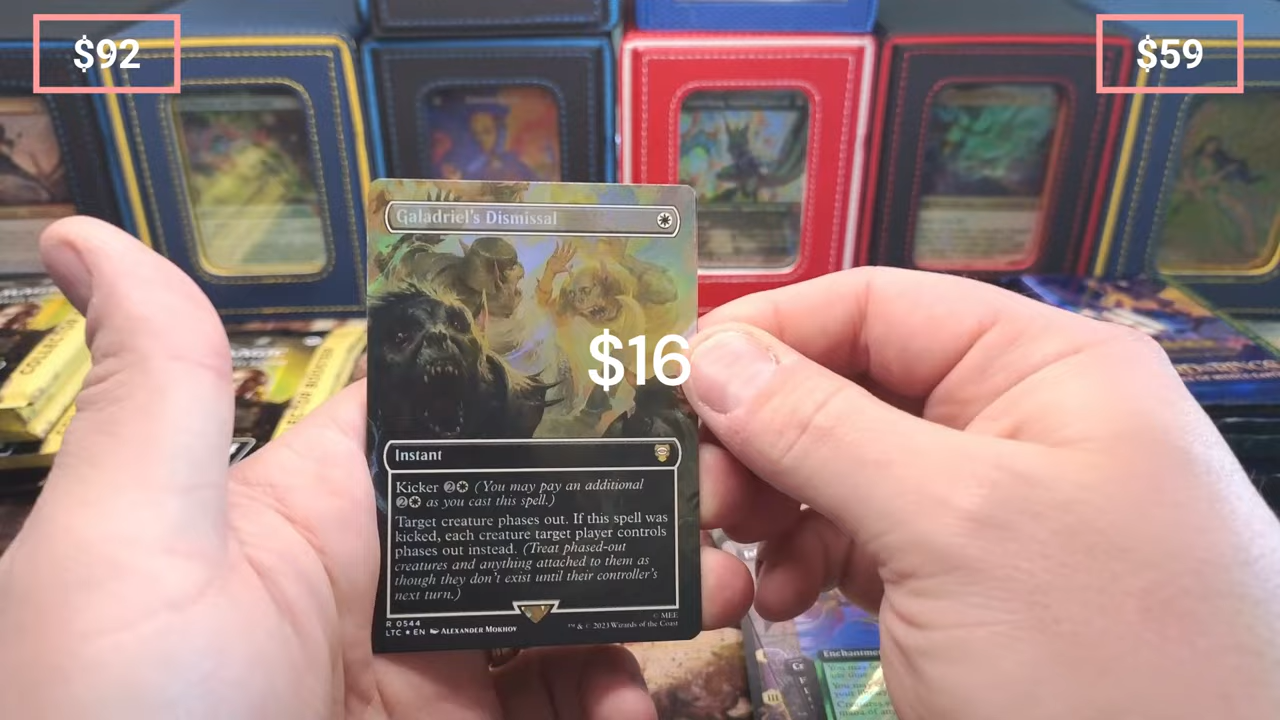 $92
$59
Galadriel's Dismissal
$16
Instant
Kicker 2 (You may pay an additional
2 as you cast this spell.)
Target creature phases out. If this spell was
kicked, each creature target player controls
phases out instead. (Treat phased-out
creatures and anything attached to them as
though they don't exist until their controller's
next turn.)
R 0544
LTC ★ EN ALEXANDER MOKHOV
© MEE
™ & © 2023 Wizards of the Coast
Enchantme
III